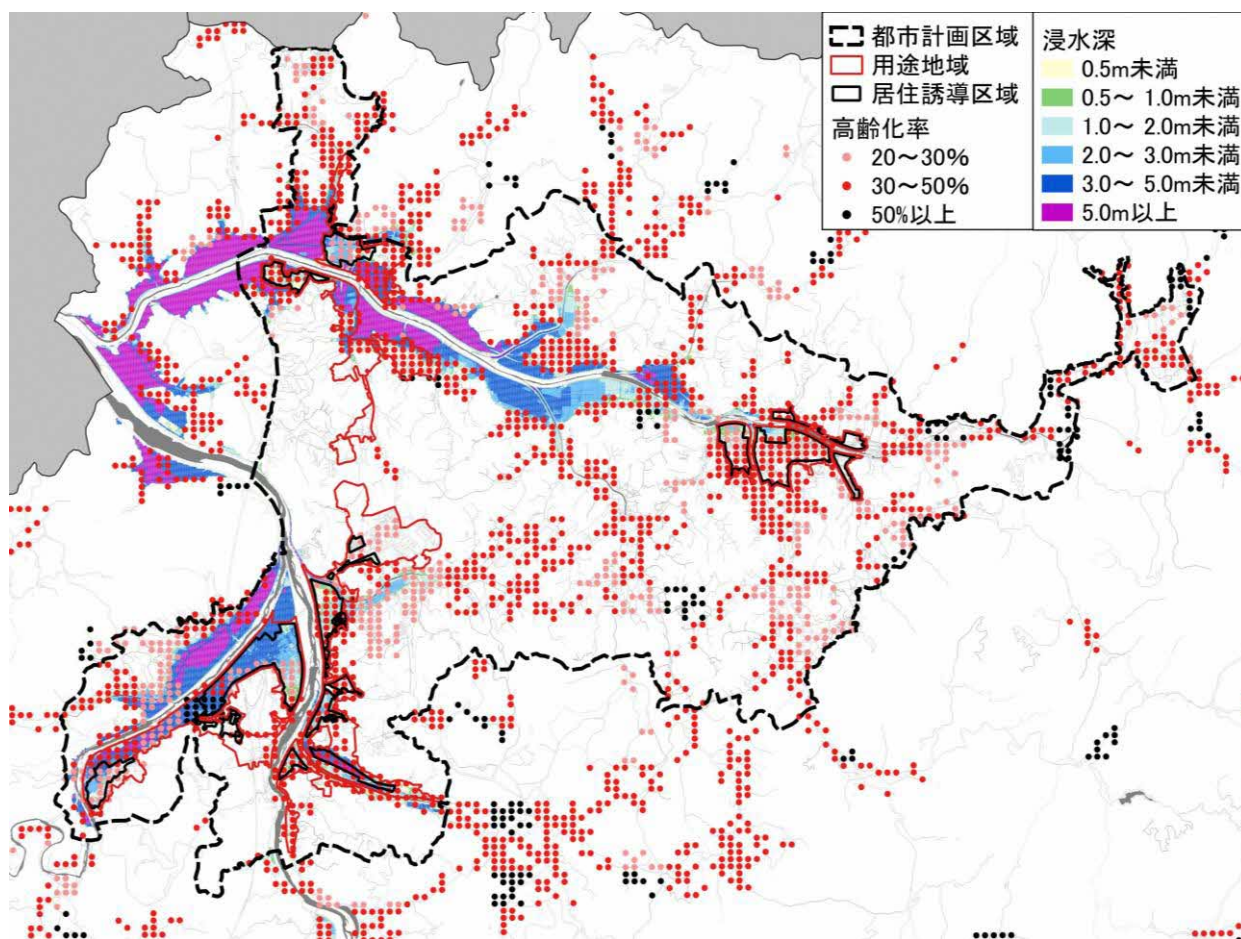 都市計画区域
用途地域
居住誘導区域
高齢化率
20～30%
30～50%
50%以上
浸水深
0.5m未満
0.5～ 1.0m未満
1.0～ 2.0m未満
2.0～ 3.0m未満
3.0～ 5.0m未満
5.0m以上